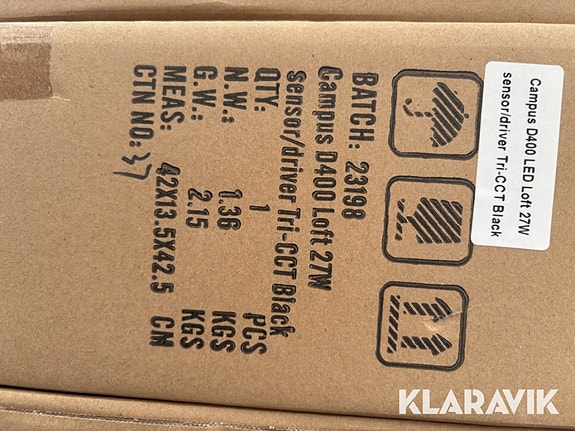 Campus D400 LED Loft 27W
sensor/driver Tri-CCT Black
BATCH: 23198
Campus D400 Loft 27W
sensor/driver Tri-CCT Black
QTY: 1 PCS
N.W.: 1.36 KGS
G.W.: 2.15 KGS
MEAS: 42X13.5X42.5 CM
CTN NO: 37
KLARAVIK